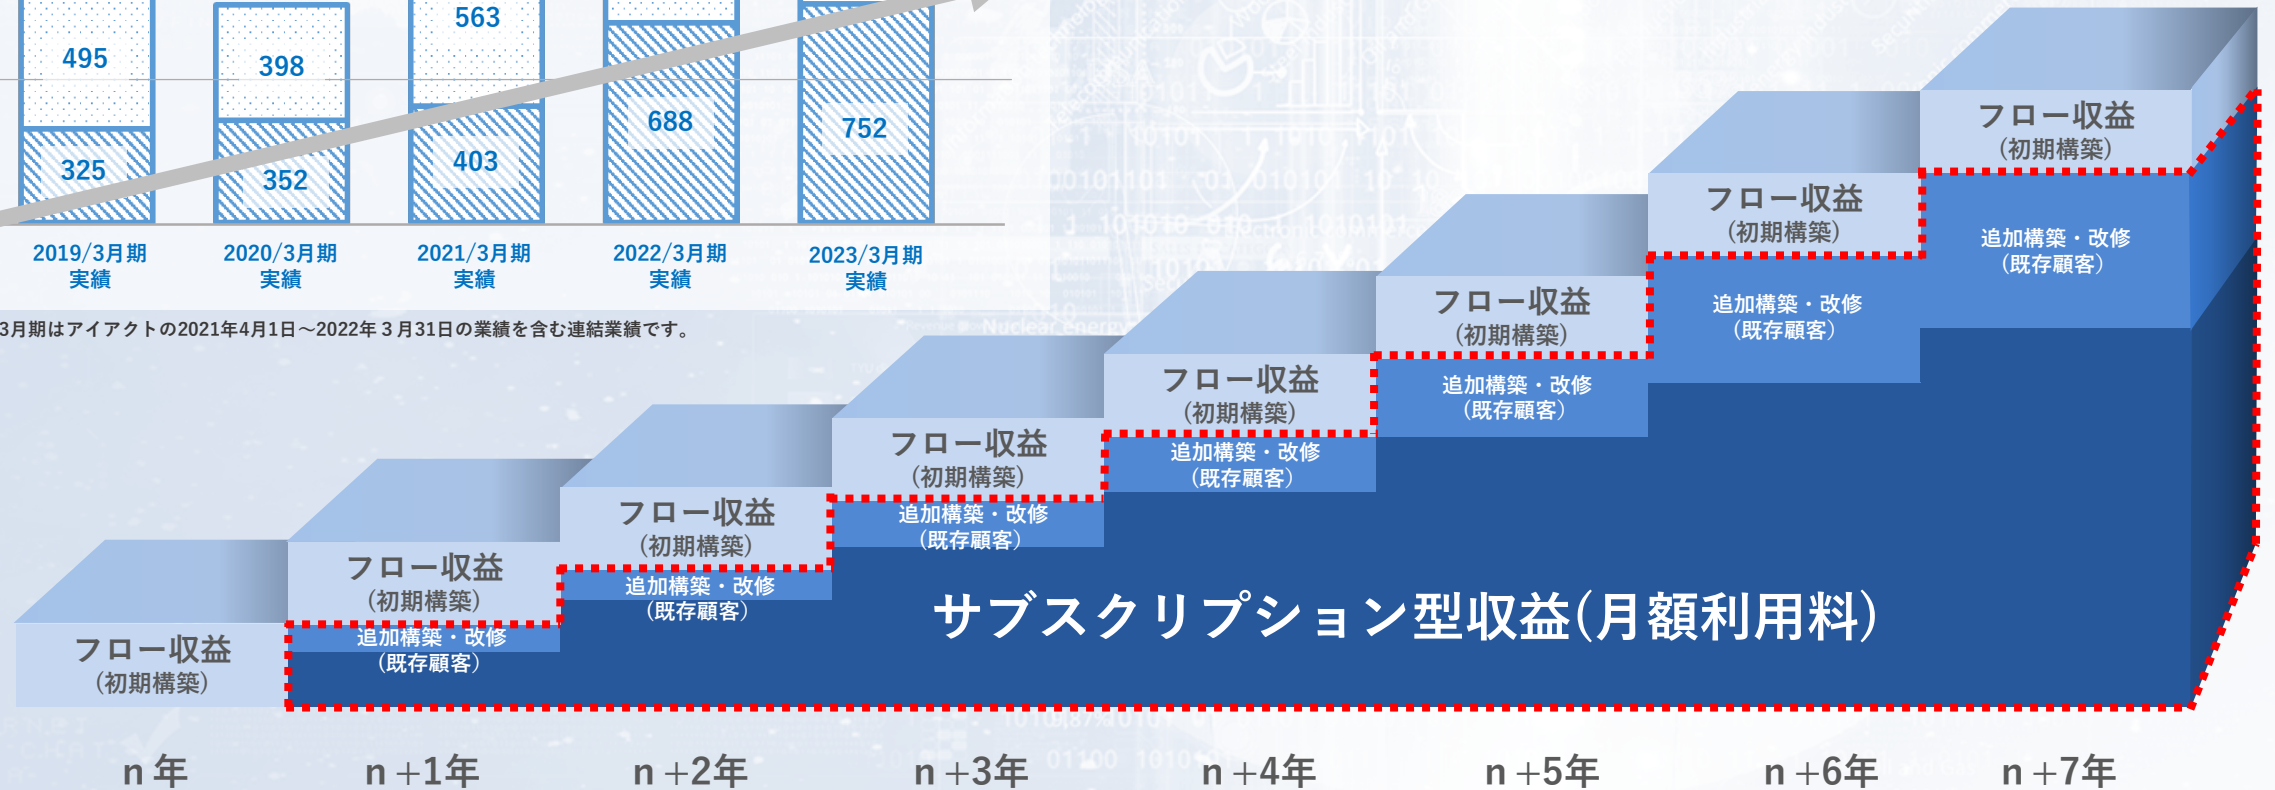 563
495
398
688
752
403
325
352
2019/3月期
実績
2020/3月期
実績
2021/3月期
実績
2022/3月期
実績
2023/3月期
実績
3月期はアイアクトの2021年4月1日～2022年３月31日の業績を含む連結業績です。
フロー収益
(初期構築)
フロー収益
(初期構築)
追加構築・改修
(既存顧客)
フロー収益
(初期構築)
追加構築・改修
(既存顧客)
フロー収益
(初期構築)
追加構築・改修
(既存顧客)
フロー収益
(初期構築)
追加構築・改修
(既存顧客)
フロー収益
(初期構築)
追加構築・改修
(既存顧客)
フロー収益
(初期構築)
追加構築・改修
(既存顧客)
フロー収益
(初期構築)
追加構築・改修
(既存顧客)
サブスクリプション型収益(月額利用料)
n 年
n +1年
n +2年
n +3年
n +4年
n +5年
n +6年
n +7年